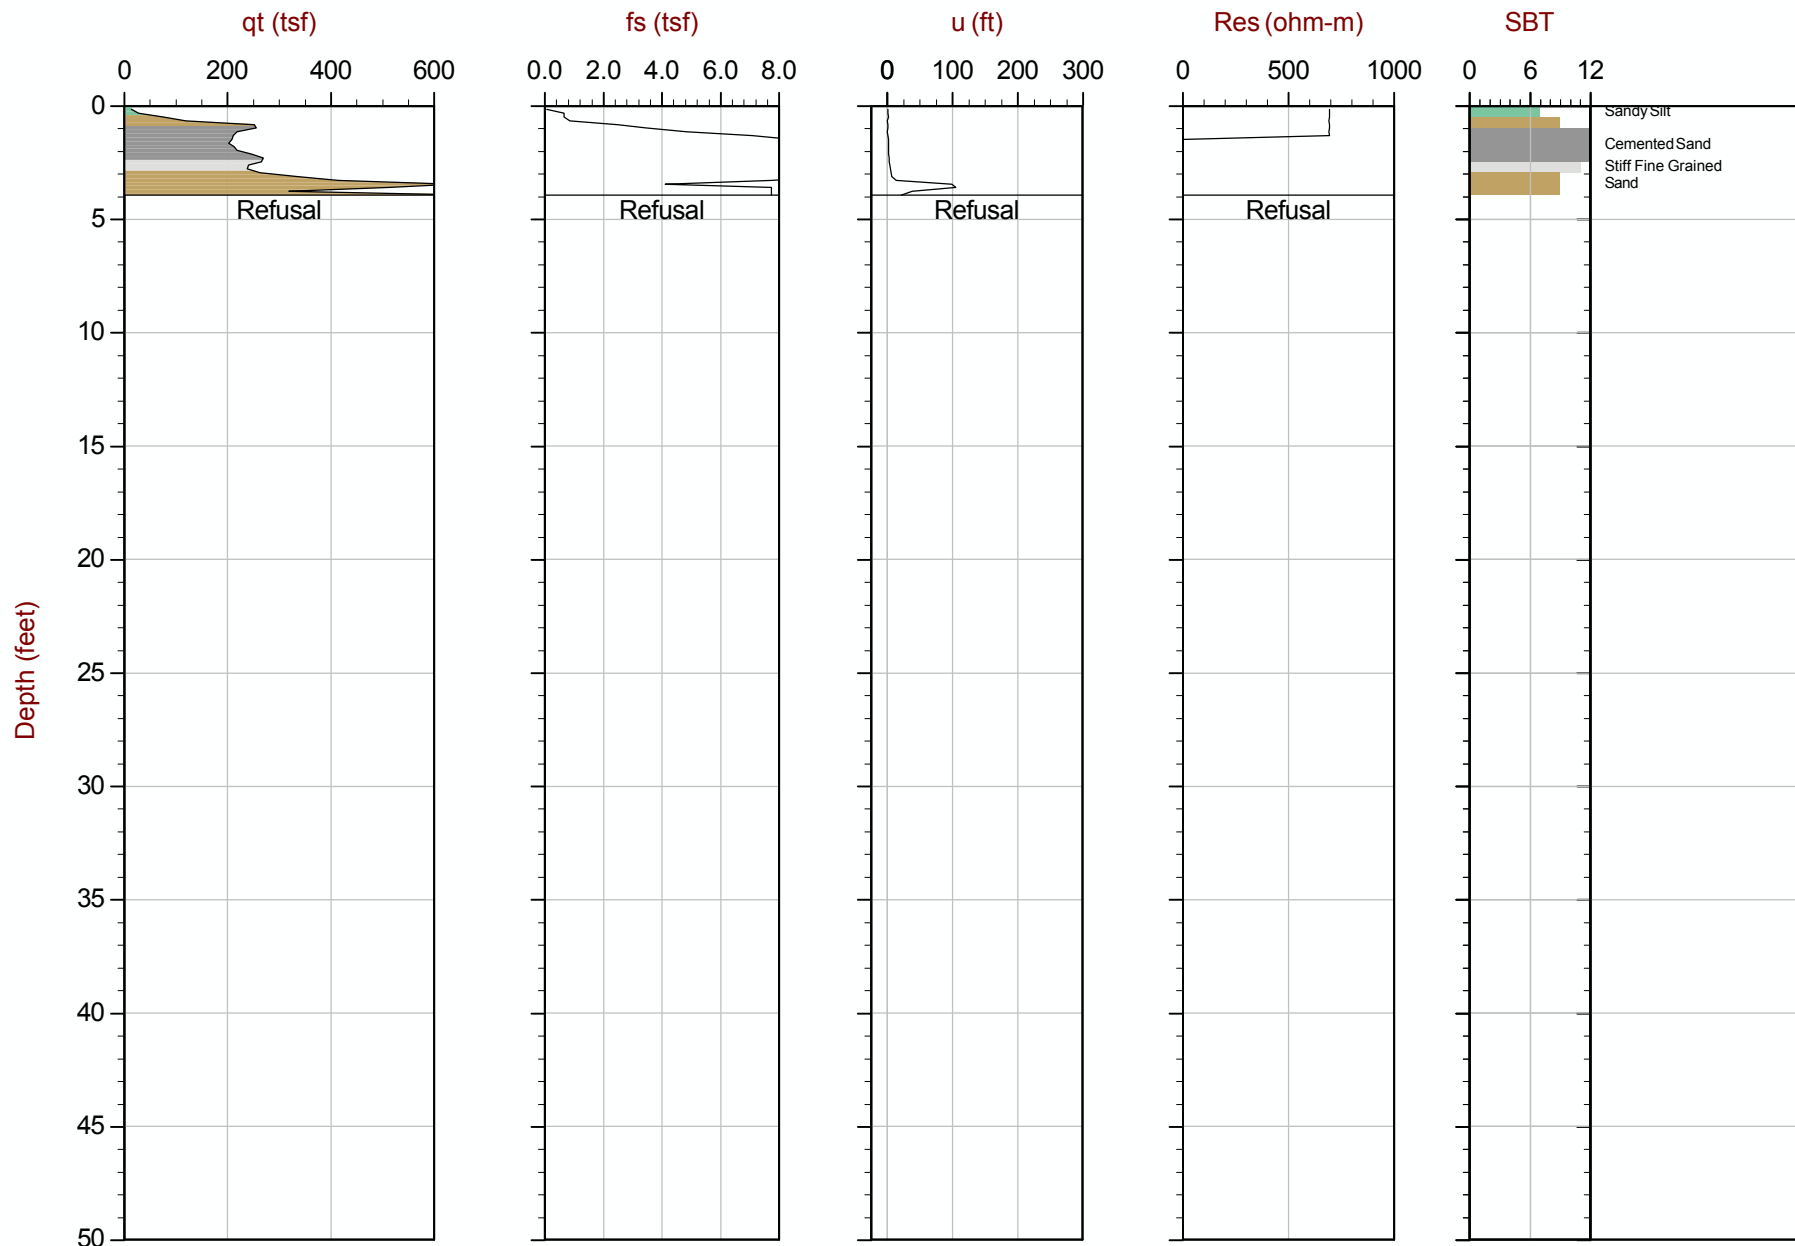 qt (tsf) fs (tsf) u (ft) Res (ohm-m) SBT
0 200 400 600 0.0 2.0 4.0 6.0 8.0 0 100 200 300 0 500 1000 0 6 12
0
Sandy Silt
Cemented Sand
Stiff Fine Grained
Sand
Refusal Refusal Refusal Refusal
5
10
15
20
25
30
35
40
45
50
Depth (feet)